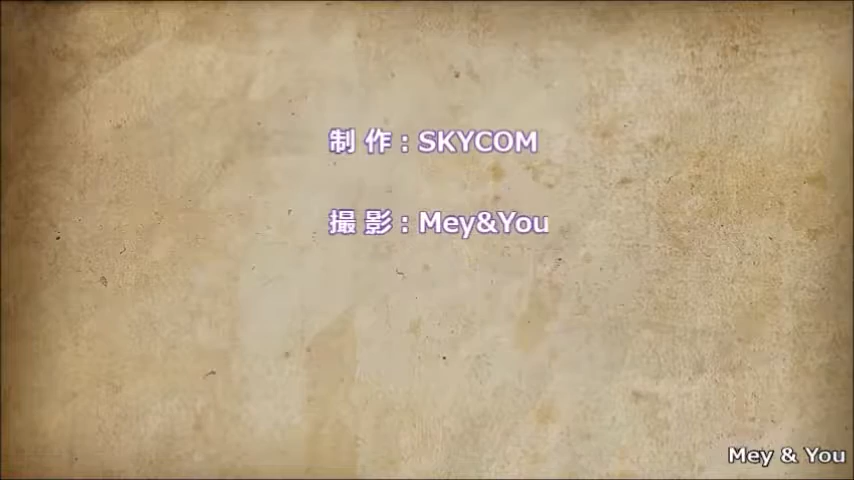 制 作 : SKYCOM
撮 影 : Mey&You
Mey & You